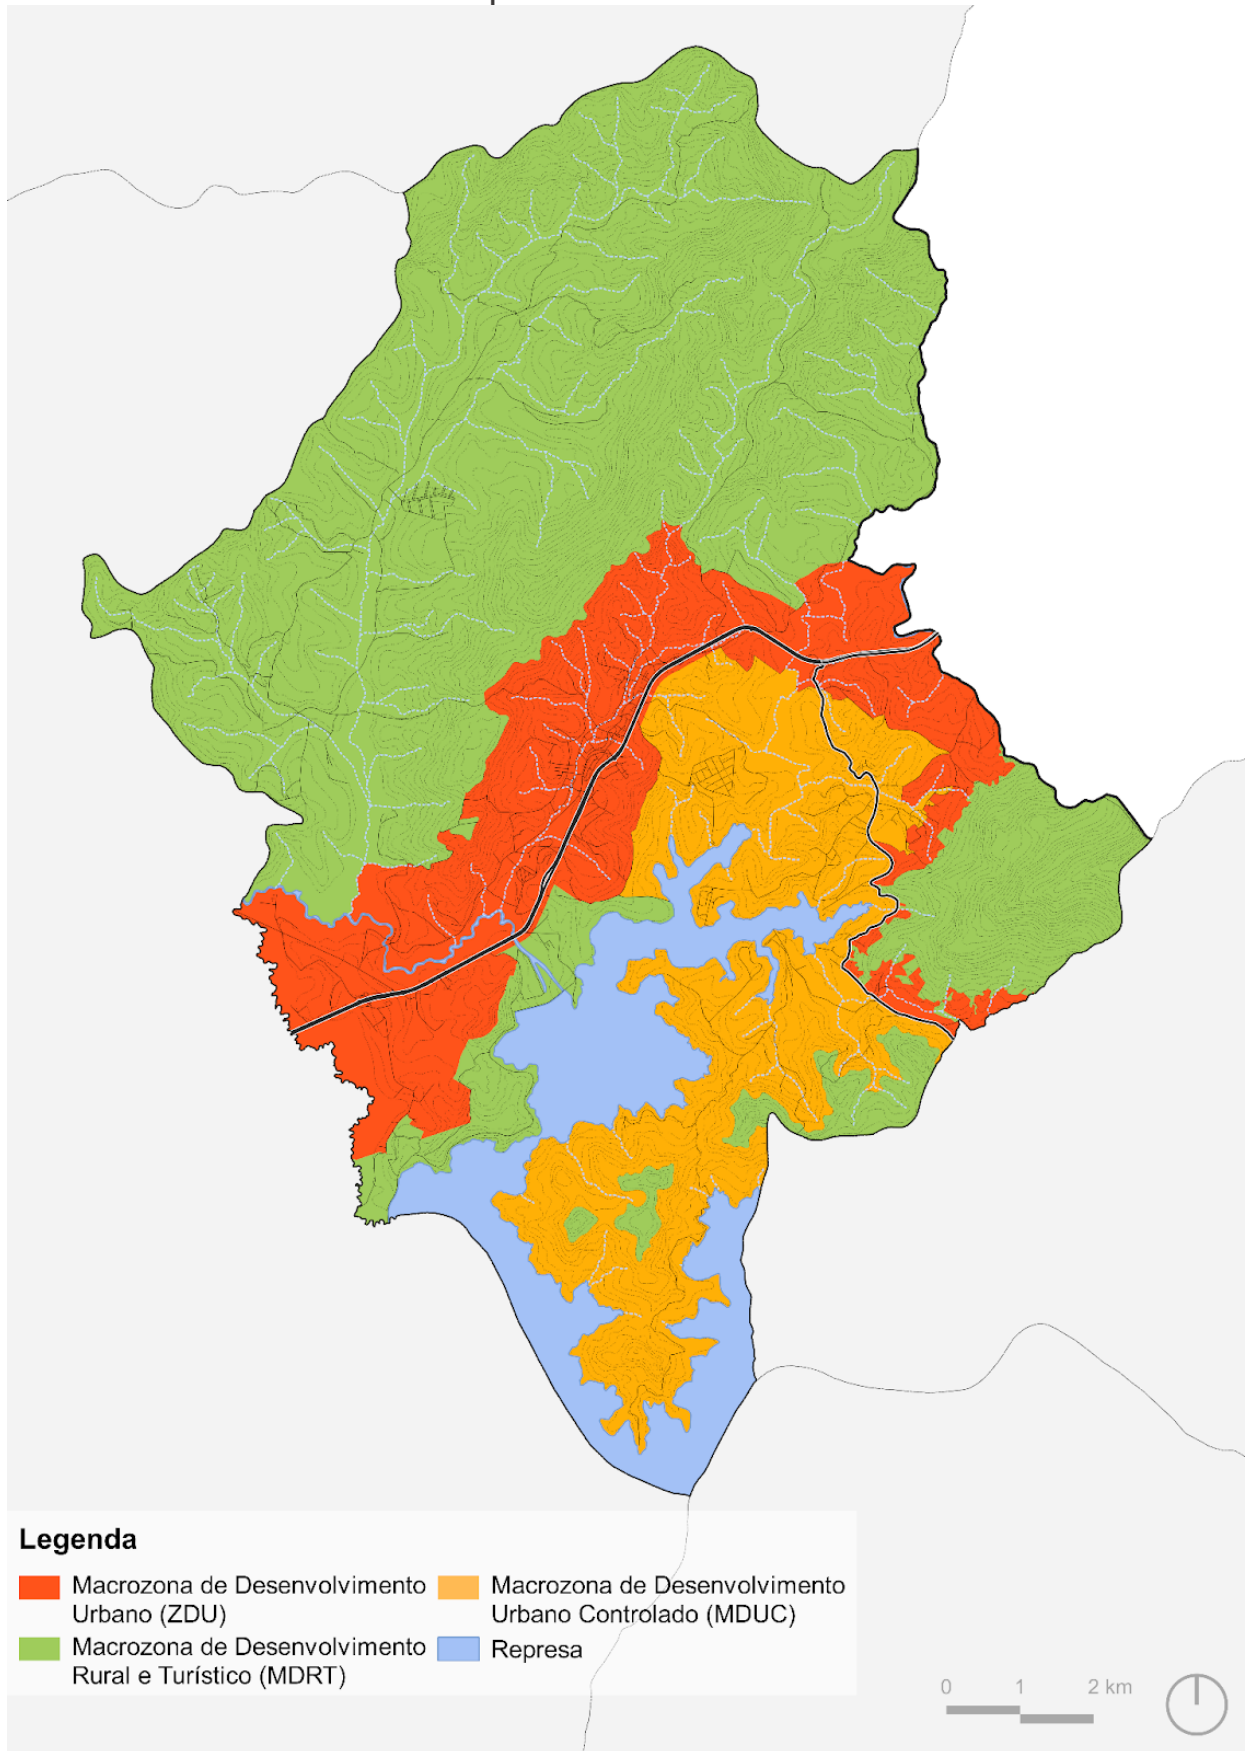 Legenda
Macrozona de Desenvolvimento
Urbano (ZDU)
Macrozona de Desenvolvimento
Rural e Turístico (MDRT)
Macrozona de Desenvolvimento
Urbano Controlado (MDUC)
Represa
0 1 2 km